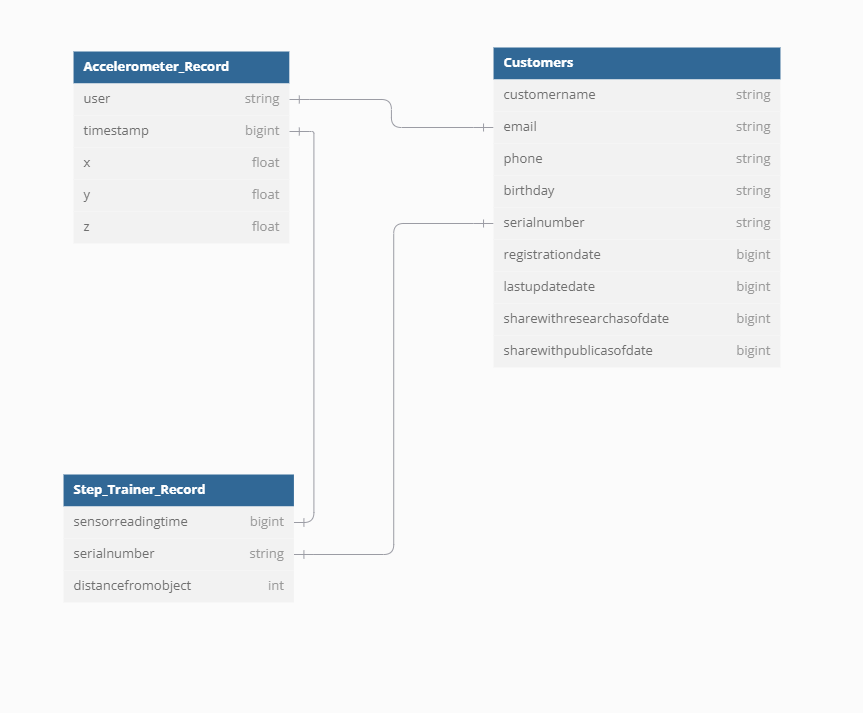 Accelerometer_Record
user string
timestamp bigint
x float
y float
z float
Customers
customername string
email string
phone string
birthday string
serialnumber string
registrationdate bigint
lastupdatedate bigint
sharewithresearchasofdate bigint
sharewithpublicasofdate bigint
Step_Trainer_Record
sensorreadingtime bigint
serialnumber string
distancefromobject int